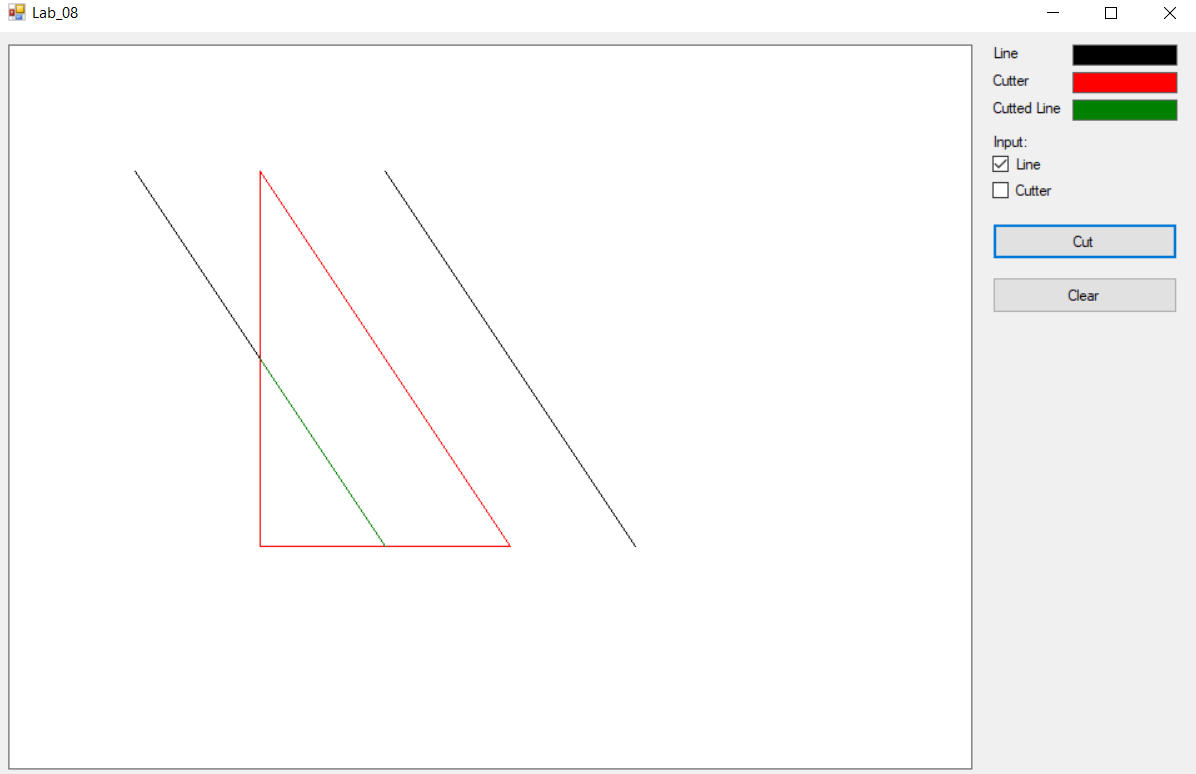 Lab_08
Line
Cutter
Cutted Line
Input:
Line
Cutter
Cut
Clear